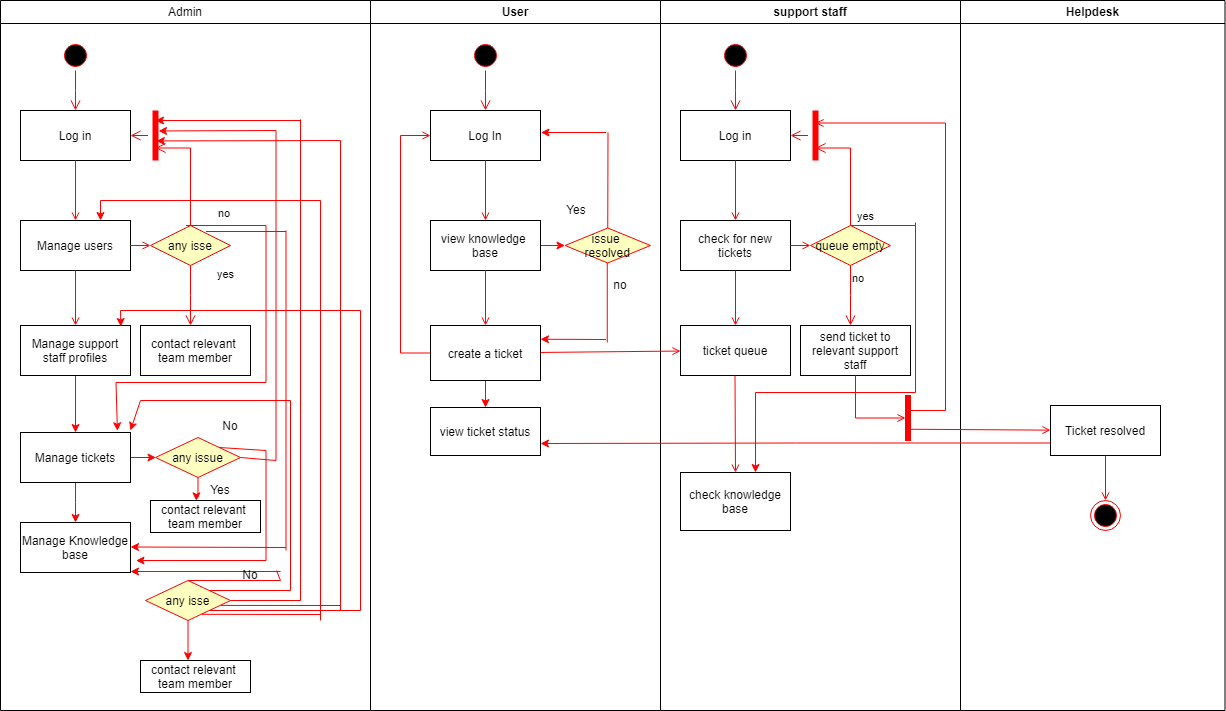 Admin
User
support staff
Helpdesk
Log in
Log In
Log in
no
Yes
yes
Manage users
any isse
view knowledge
base
issue
resolved
check for new
tickets
queue empty
yes
no
no
Manage support
staff profiles
contact relevant
team member
create a ticket
ticket queue
send ticket to
relevant support
staff
No
view ticket status
Ticket resolved
Manage tickets
any issue
Yes
contact relevant
team member
check knowledge
base
Manage Knowledge
base
No
any isse
contact relevant
team member